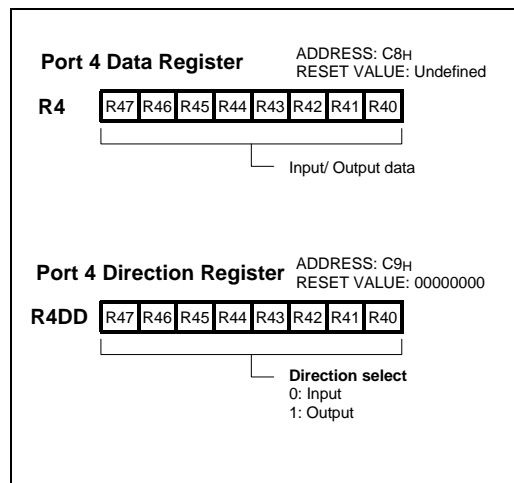 Port 4 Data Register
ADDRESS: C8H
RESET VALUE: Undefined
R4
R47 R46 R45 R44 R43 R42 R41 R40
Input/ Output data
Port 4 Direction Register
ADDRESS: C9H
RESET VALUE: 00000000
R4DD
R47 R46 R45 R44 R43 R42 R41 R40
Direction select
0: Input
1: Output